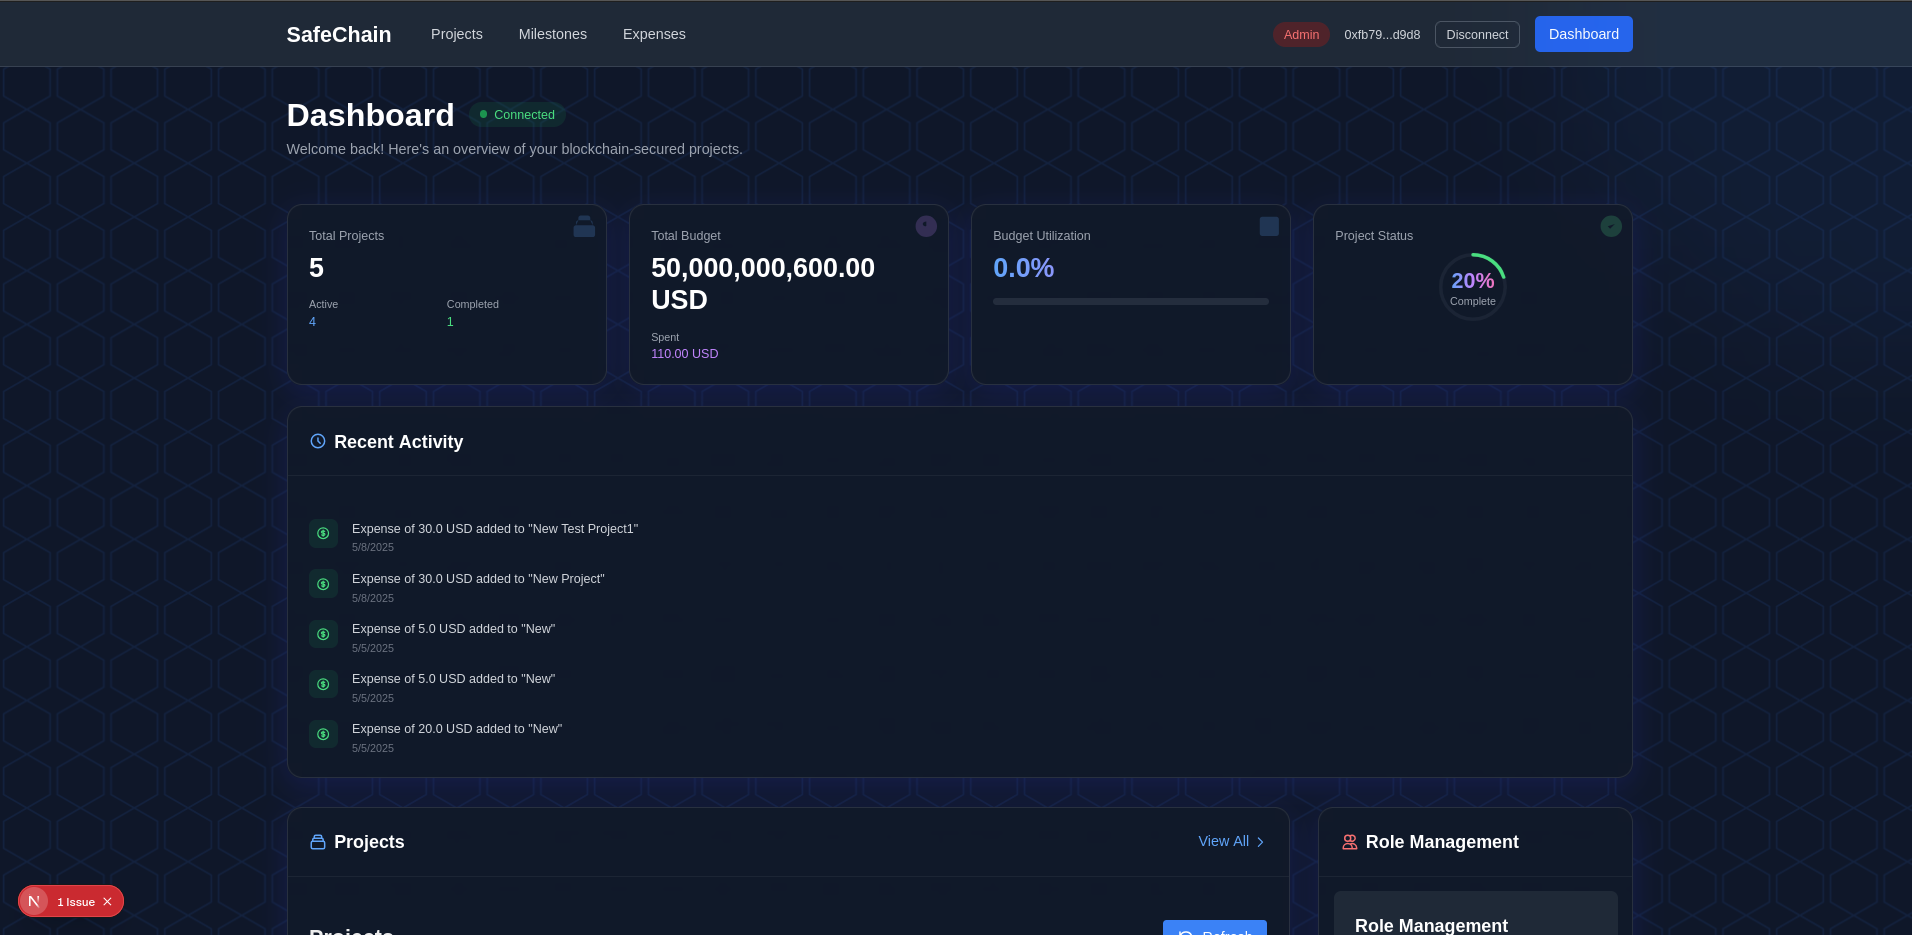 SafeChain Projects Milestones Expenses Admin 0xfb79...d9d8 Disconnect Dashboard
Dashboard Connected
Welcome back! Here's an overview of your blockchain-secured projects.
Total Projects
5
Active Completed
4 1
Total Budget
50,000,000,600.00
USD
Spent
110.00 USD
Budget Utilization
0.0%
Project Status
20%
Complete
Recent Activity
Expense of 30.0 USD added to "New Test Project1"
5/8/2025
Expense of 30.0 USD added to "New Project"
5/8/2025
Expense of 5.0 USD added to "New"
5/5/2025
Expense of 5.0 USD added to "New"
5/5/2025
Expense of 20.0 USD added to "New"
5/5/2025
Projects View All
Projects Refresh
Role Management
Role Management
N 1 Issue